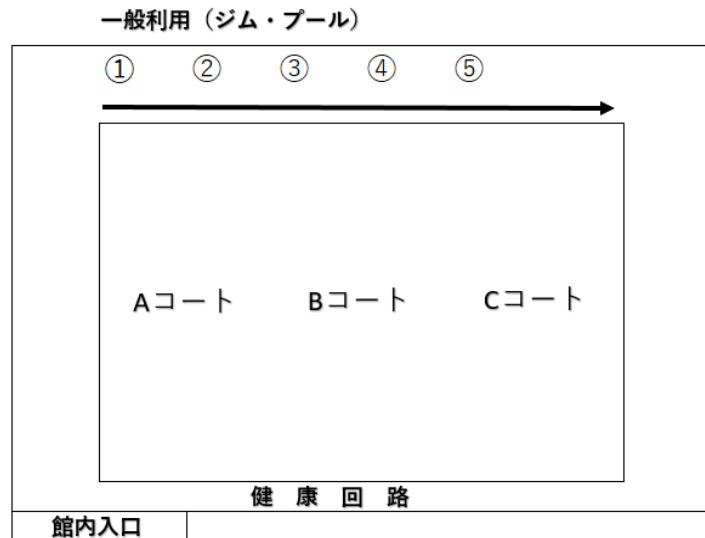 一般利用（ジム・プール）
① ② ③ ④ ⑤
Aコート Bコート Cコート
健 康 回 路
館内入口